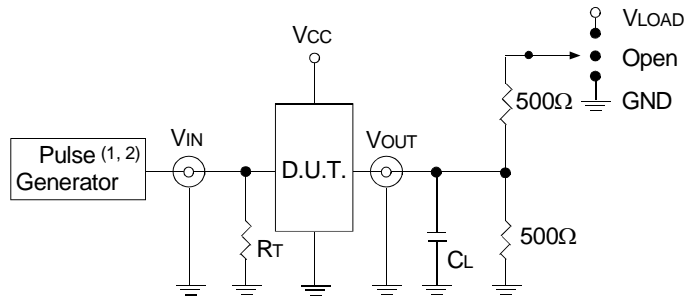 VLOAD
VCC
Open
500Ω
GND
Pulse (1, 2)
Generator
VIN
D.U.T.
VOUT
RT
CL
500Ω